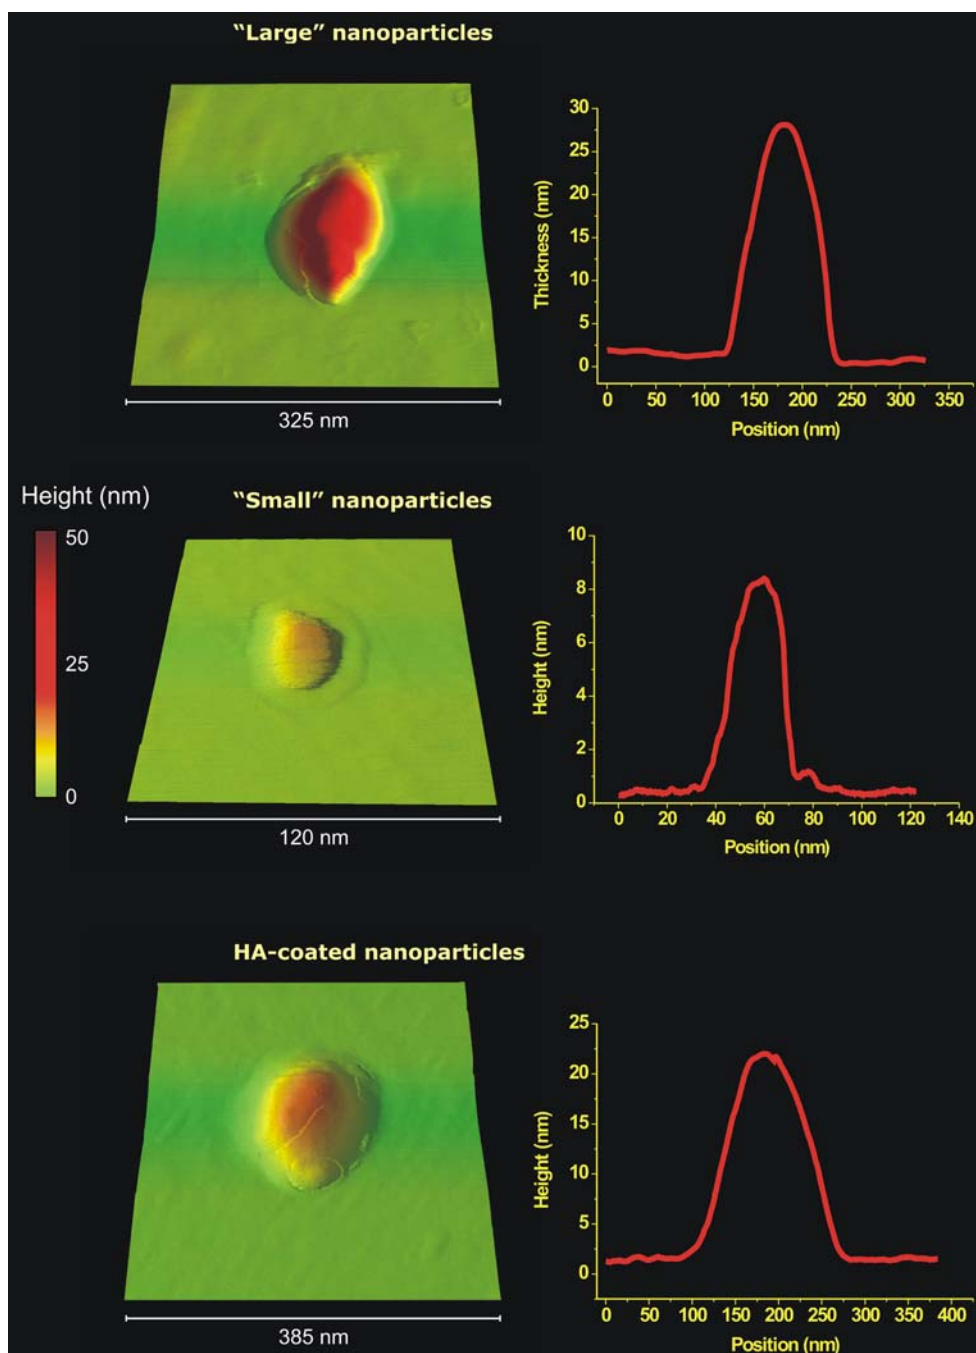 "Large" nanoparticles
30
25
20
15
10
5
0
Thickness (nm)
0 50 100 150 200 250 300 350
Position (nm)
325 nm
Height (nm)
50
25
0
"Small" nanoparticles
120 nm
10
8
6
4
2
0
Height (nm)
0 20 40 60 80 100 120 140
Position (nm)
HA-coated nanoparticles
385 nm
25
20
15
10
5
0
Height (nm)
0 50 100 150 200 250 300 350 400
Position (nm)